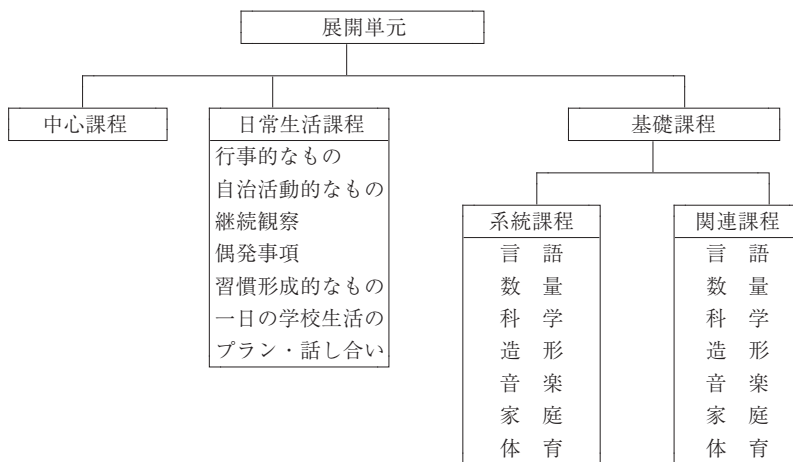 展開単元
中心課程
日常生活課程
行事的なもの
自治活動的なもの
継続観察
偶発事項
習慣形成的なもの
一日の学校生活の
プラン・話し合い
基礎課程
系統課程
言 語
数 量
科 学
造 形
音 楽
家 庭
体 育
関連課程
言 語
数 量
科 学
造 形
音 楽
家 庭
体 育